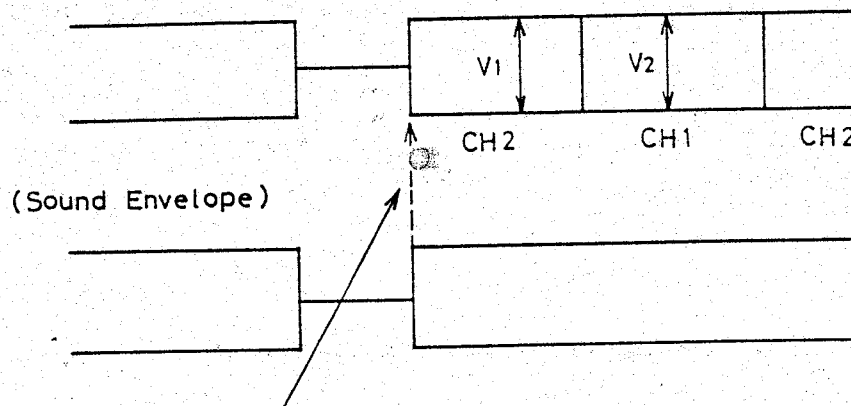 V1
V2
CH2
CH1
CH2
(Sound Envelope)